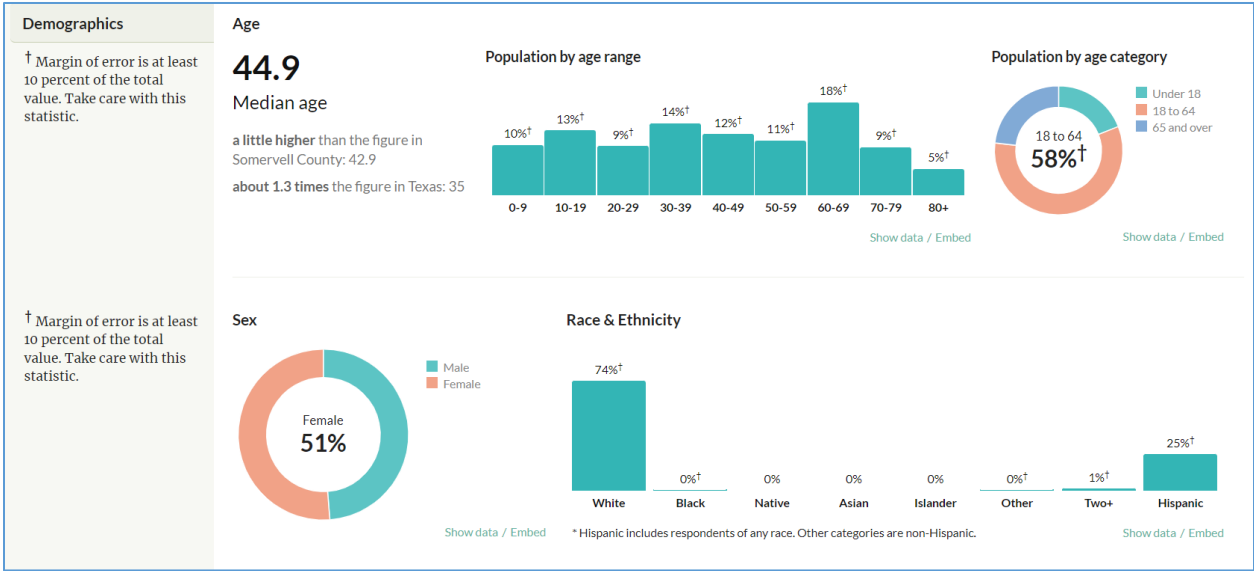 Demographics
† Margin of error is at least
10 percent of the total
value. Take care with this
statistic.
Age
44.9
Median age
a little higher than the figure in
Somervell County: 42.9
about 1.3 times the figure in Texas: 35
Population by age range
10%† 13%† 9%† 14%† 12%† 11%† 18%† 9%† 5%†
0-9 10-19 20-29 30-39 40-49 50-59 60-69 70-79 80+
Show data / Embed
Population by age category
Under 18
18 to 64
65 and over
18 to 64
58%†
Show data / Embed
† Margin of error is at least
10 percent of the total
value. Take care with this
statistic.
Sex
Male
Female
Female
51%
Show data / Embed
Race & Ethnicity
74%† 0%† 0% 0% 0% 0%† 1%† 25%†
White Black Native Asian Islander Other Two+ Hispanic
* Hispanic includes respondents of any race. Other categories are non-Hispanic.
Show data / Embed